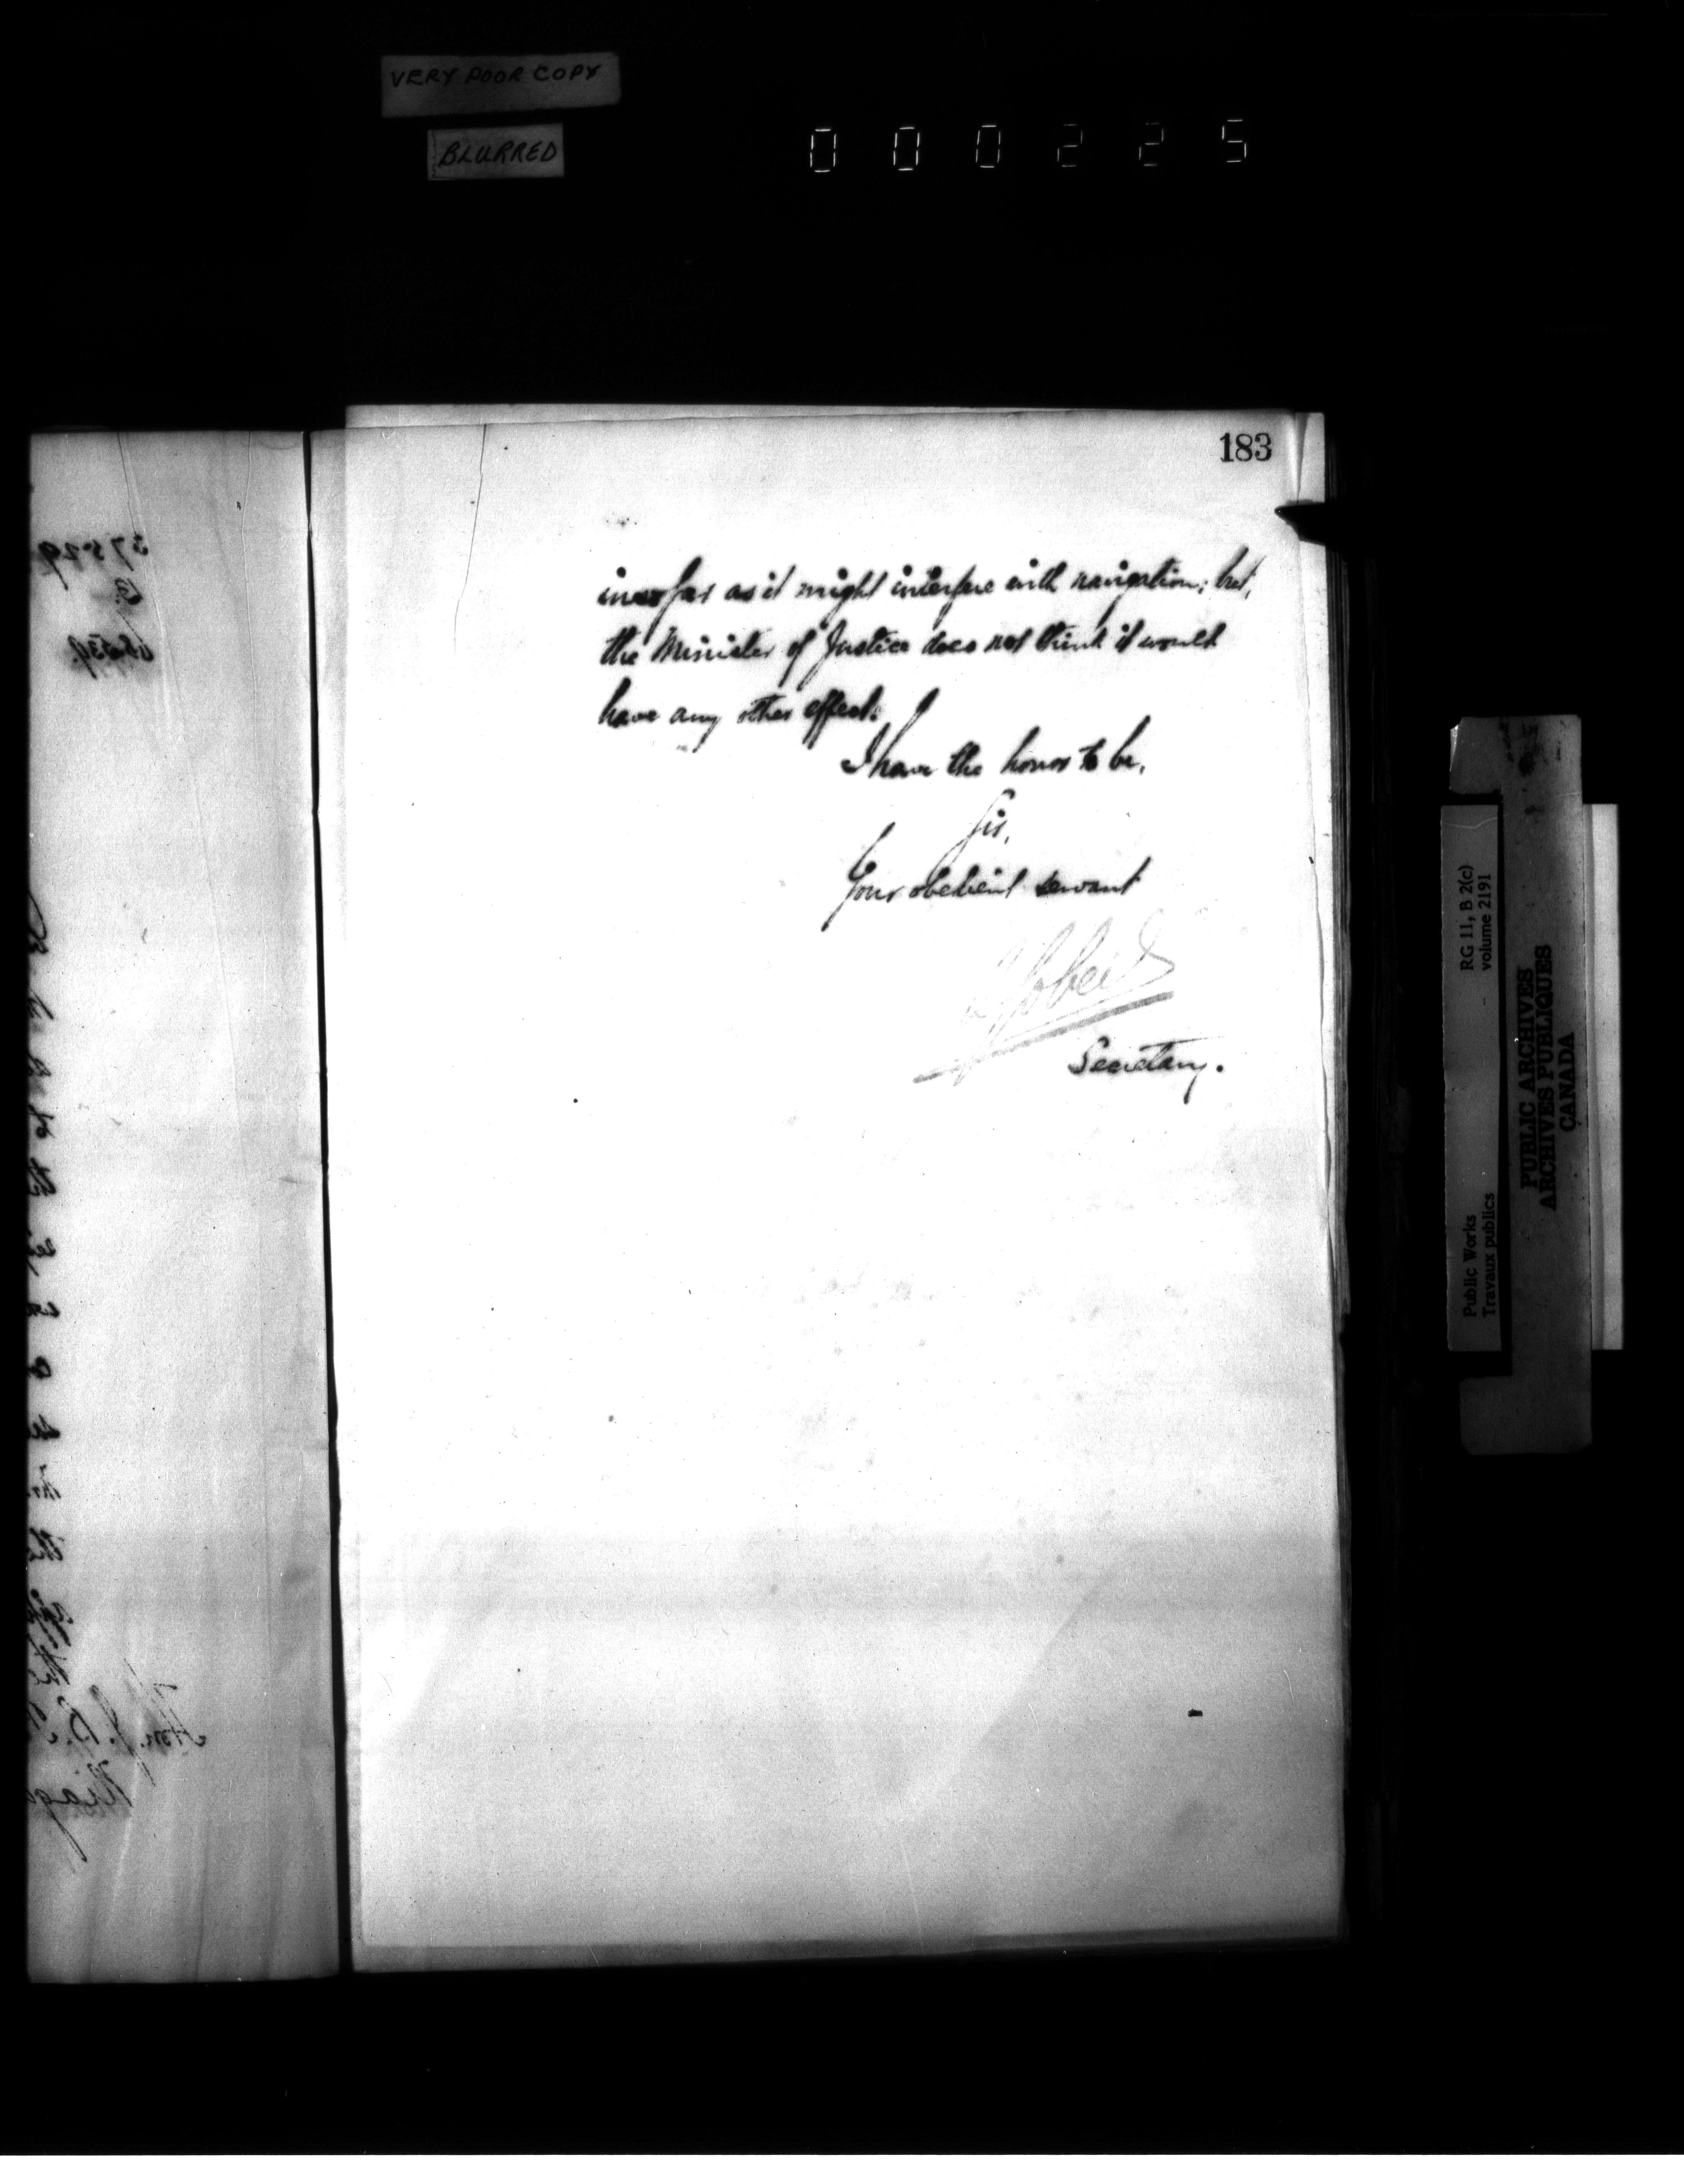 VERY POOR COPY
BLURRED
000225
183
insofar as it might interfere with navigation; but,
the Minister of Justice does not think it would
have any other effect.
I have the honor to be,
Sir,
Your obedient servant
Secretary.
RG 11, B 2(c)
volume 2191
Public Works
Travaux publics
PUBLIC ARCHIVES
ARCHIVES PUBLIQUES
CANADA